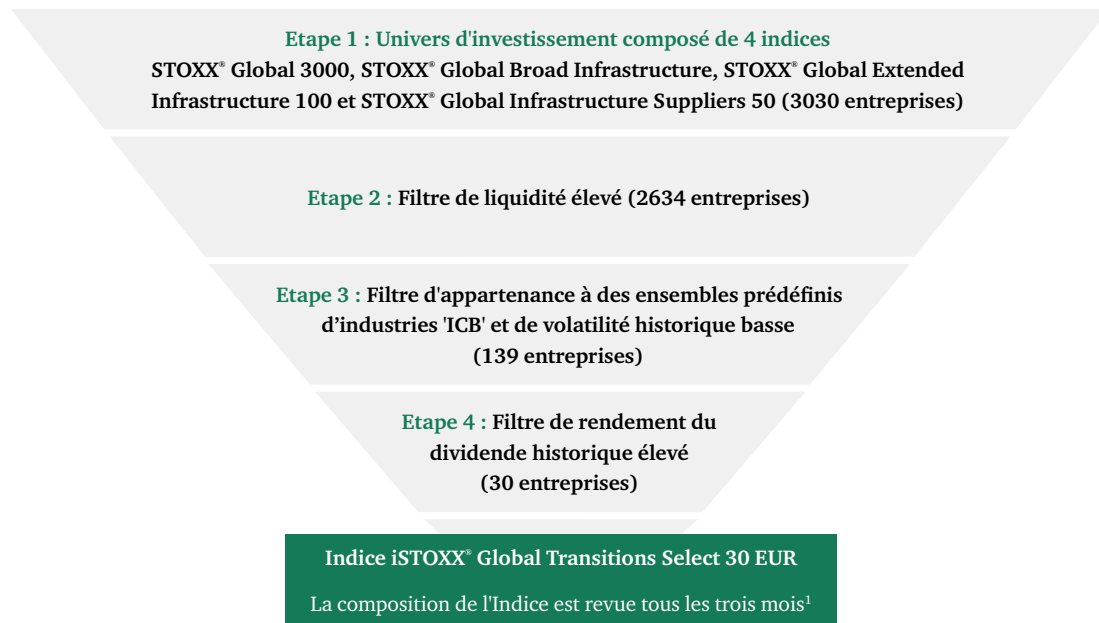 Etape 1 : Univers d'investissement composé de 4 indices
STOXX® Global 3000, STOXX® Global Broad Infrastructure, STOXX® Global Extended
Infrastructure 100 et STOXX® Global Infrastructure Suppliers 50 (3030 entreprises)
Etape 2 : Filtre de liquidité élevé (2634 entreprises)
Etape 3 : Filtre d'appartenance à des ensembles prédéfinis
d’industries 'ICB' et de volatilité historique basse
(139 entreprises)
Etape 4 : Filtre de rendement du
dividende historique élevé
(30 entreprises)
Indice iSTOXX® Global Transitions Select 30 EUR
La composition de l'Indice est revue tous les trois mois¹